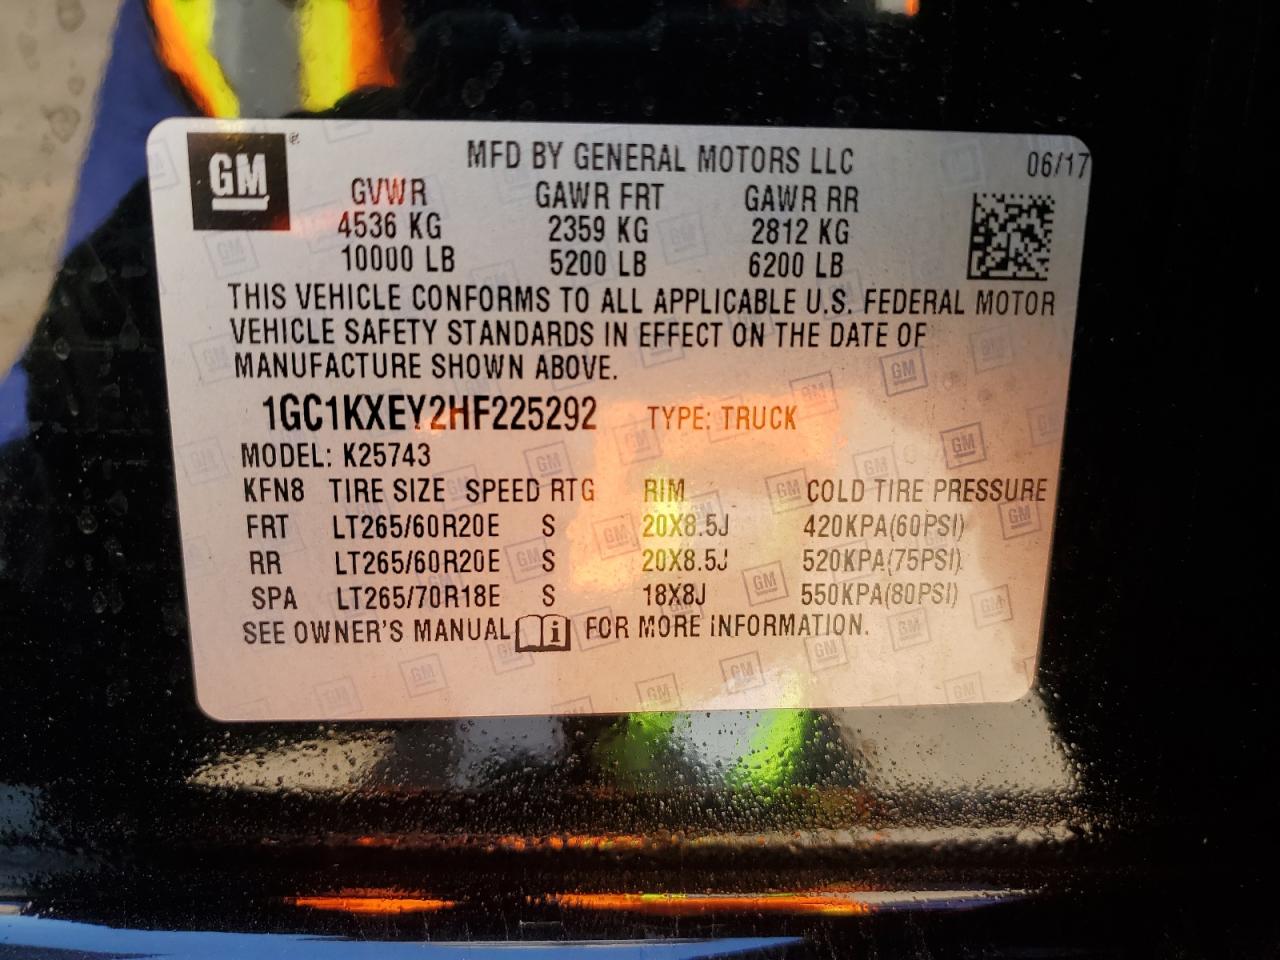 GM®
MFD BY GENERAL MOTORS LLC 06/17
GVWR GAWR FRT GAWR RR
4536 KG 2359 KG 2812 KG
10000 LB 5200 LB 6200 LB
THIS VEHICLE CONFORMS TO ALL APPLICABLE U.S. FEDERAL MOTOR
VEHICLE SAFETY STANDARDS IN EFFECT ON THE DATE OF
MANUFACTURE SHOWN ABOVE.
1GC1KXEY2HF225292 TYPE: TRUCK
MODEL: K25743
KFN8 TIRE SIZE SPEED RTG RIM COLD TIRE PRESSURE
FRT LT265/60R20E S 20X8.5J 420KPA(60PSI)
RR LT265/60R20E S 20X8.5J 520KPA(75PSI)
SPA LT265/70R18E S 18X8J 550KPA(80PSI)
SEE OWNER'S MANUAL i FOR MORE INFORMATION.